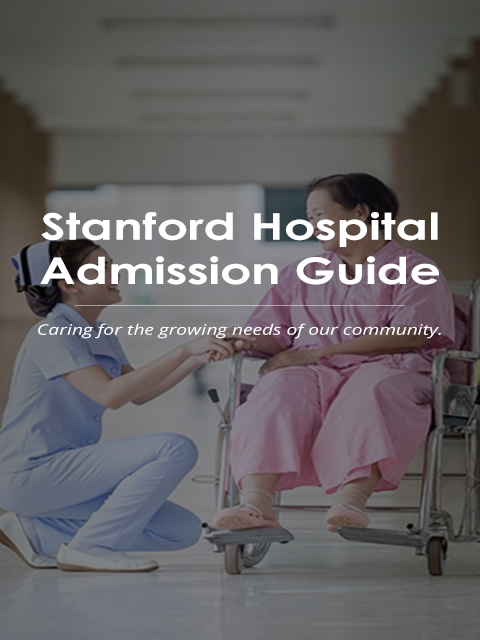 Stanford Hospital
Admission Guide
Caring for the growing needs of our community.